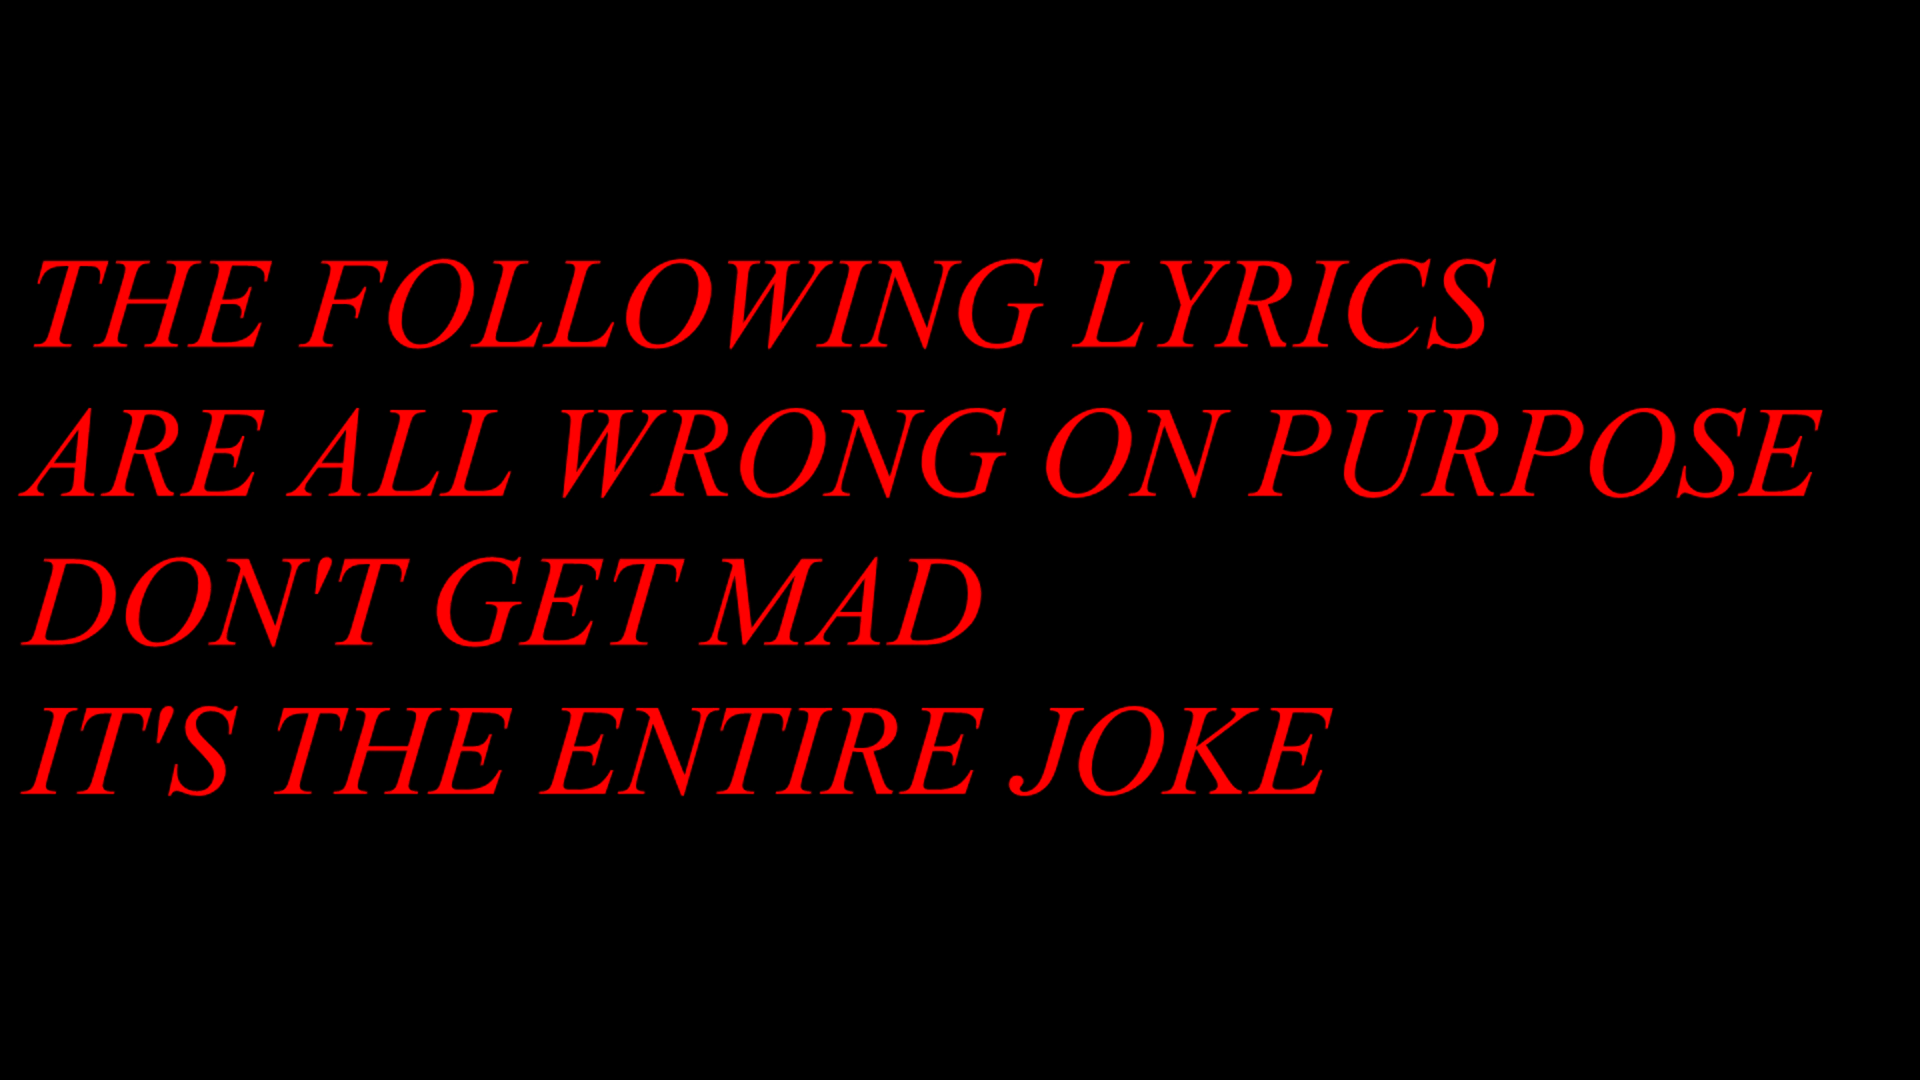 THE FOLLOWING LYRICS
ARE ALL WRONG ON PURPOSE
DON'T GET MAD
IT'S THE ENTIRE JOKE